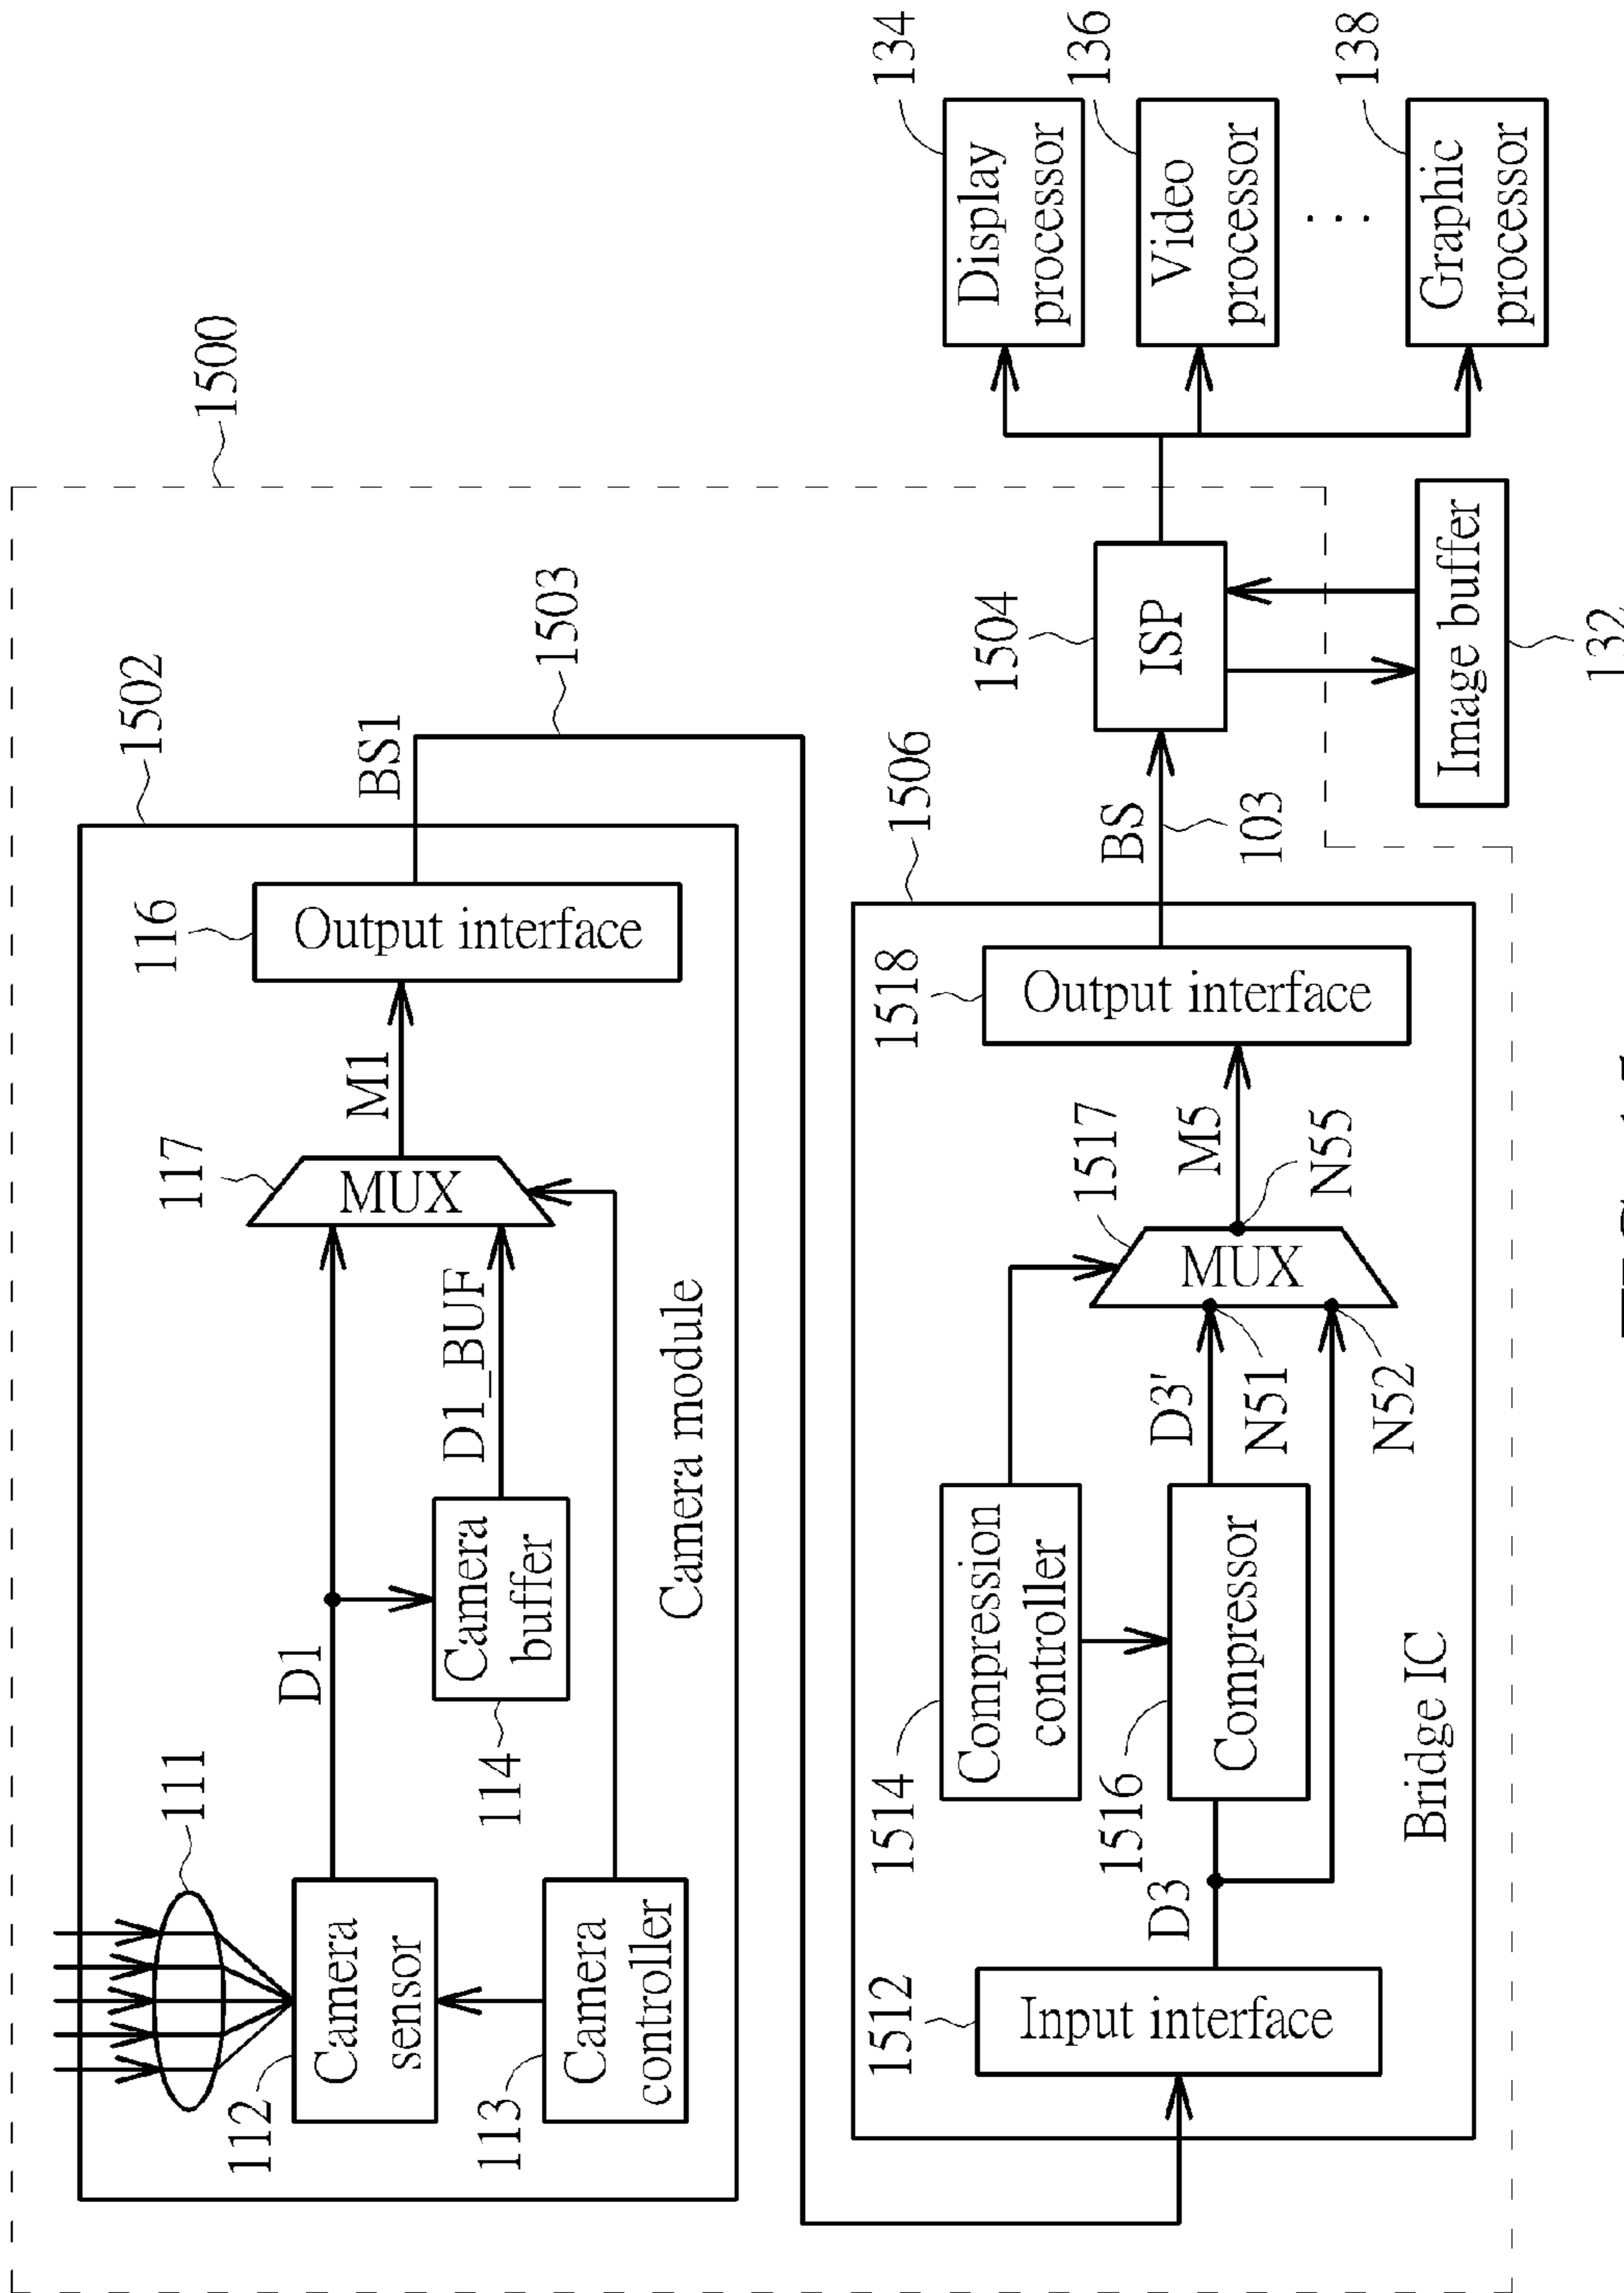 1500
1502
111
116
117
112
Camera
sensor
D1
M1
MUX
Output interface
BS1
114
Camera
buffer
D1_BUF
113
Camera
controller
Camera module
1503
1512
Input interface
1514
Compression
controller
1516
Compressor
D3
D3'
N51
N52
MUX
1517
M5
N55
1518
Output interface
Bridge IC
1506
BS
103
1504
ISP
Image buffer
132
134
Display
processor
136
Video
processor
...
138
Graphic
processor